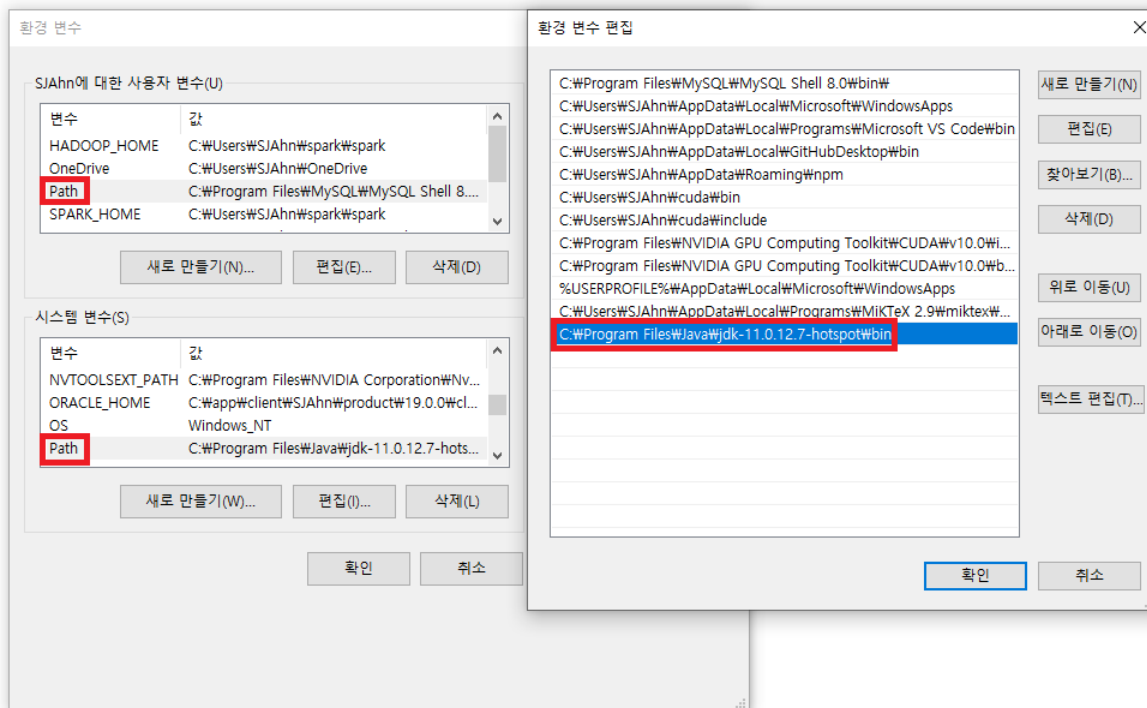 환경 변수
SJAhn에 대한 사용자 변수(U)
변수 값
HADOOP_HOME C:₩Users₩SJAhn₩spark₩spark
OneDrive C:₩Users₩SJAhn₩OneDrive
Path C:₩Program Files₩MySQL₩MySQL Shell 8....
SPARK_HOME C:₩Users₩SJAhn₩spark₩spark
새로 만들기(N)... 편집(E)... 삭제(D)
시스템 변수(S)
변수 값
NVTOOLSEXT_PATH C:₩Program Files₩NVIDIA Corporation₩Nv...
ORACLE_HOME C:₩app₩client₩SJAhn₩product₩19.0.0₩cl...
OS Windows_NT
Path C:₩Program Files₩Java₩jdk-11.0.12.7-hots...
새로 만들기(W)... 편집(I)... 삭제(L)
확인 취소
환경 변수 편집
C:₩Program Files₩MySQL₩MySQL Shell 8.0₩bin₩
C:₩Users₩SJAhn₩AppData₩Local₩Microsoft₩WindowsApps
C:₩Users₩SJAhn₩AppData₩Local₩Programs₩Microsoft VS Code₩bin
C:₩Users₩SJAhn₩AppData₩Local₩GitHubDesktop₩bin
C:₩Users₩SJAhn₩AppData₩Roaming₩npm
C:₩Users₩SJAhn₩cuda₩bin
C:₩Users₩SJAhn₩cuda₩include
C:₩Program Files₩NVIDIA GPU Computing Toolkit₩CUDA₩v10.0₩i...
C:₩Program Files₩NVIDIA GPU Computing Toolkit₩CUDA₩v10.0₩b...
%USERPROFILE%₩AppData₩Local₩Microsoft₩WindowsApps
C:₩Users₩SJAhn₩AppData₩Local₩Programs₩MiKTeX 2.9₩miktex₩...
C:₩Program Files₩Java₩jdk-11.0.12.7-hotspot₩bin
새로 만들기(N)
편집(E)
찾아보기(B)...
삭제(D)
위로 이동(U)
아래로 이동(O)
텍스트 편집(T)...
확인 취소